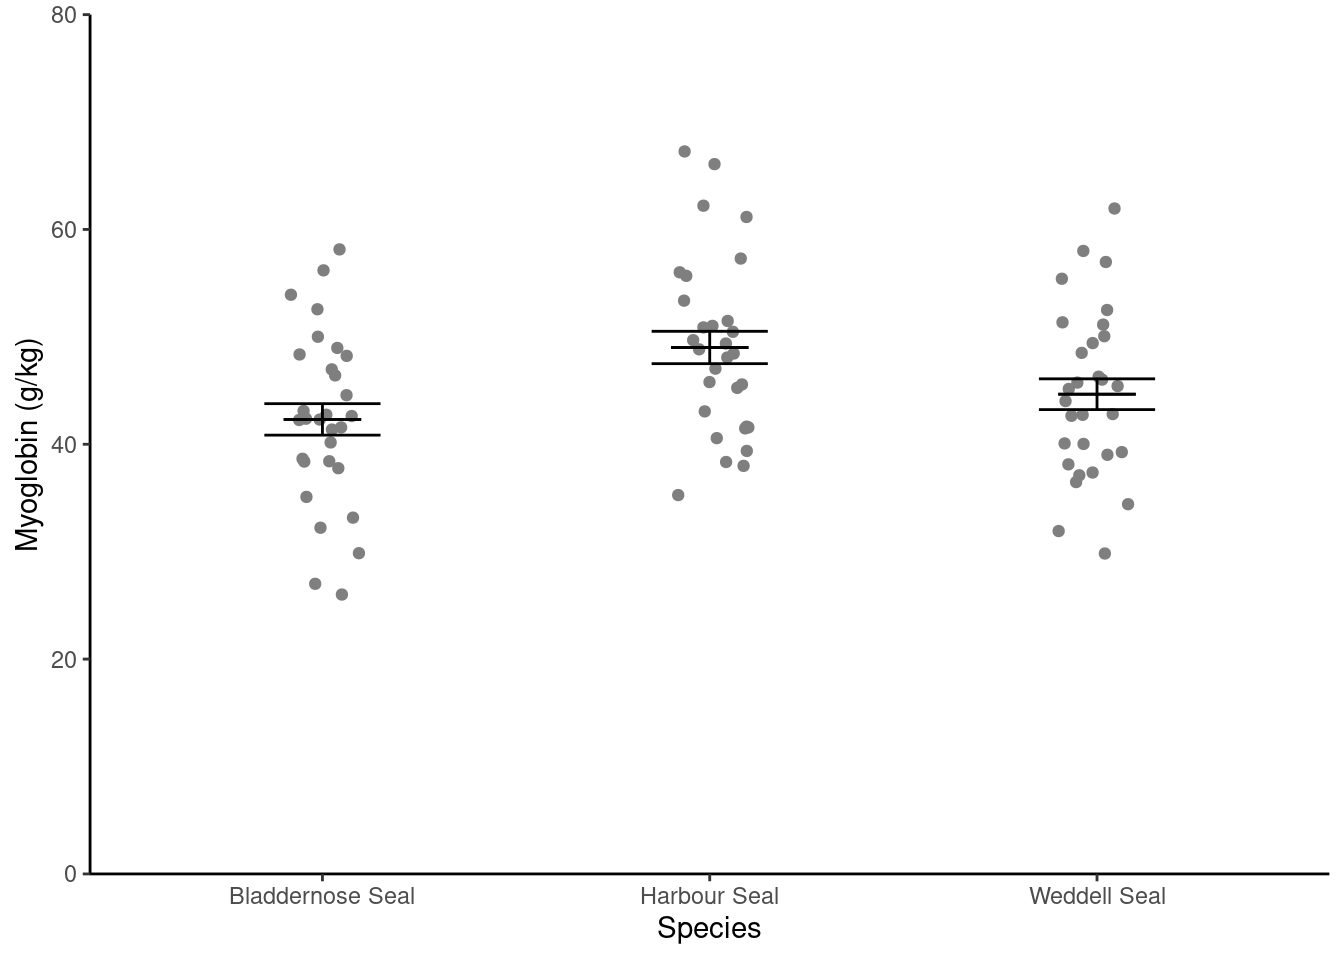 Myoglobin (g/kg)
80
60
40
20
0
Bladdernose Seal
Harbour Seal
Weddell Seal
Species